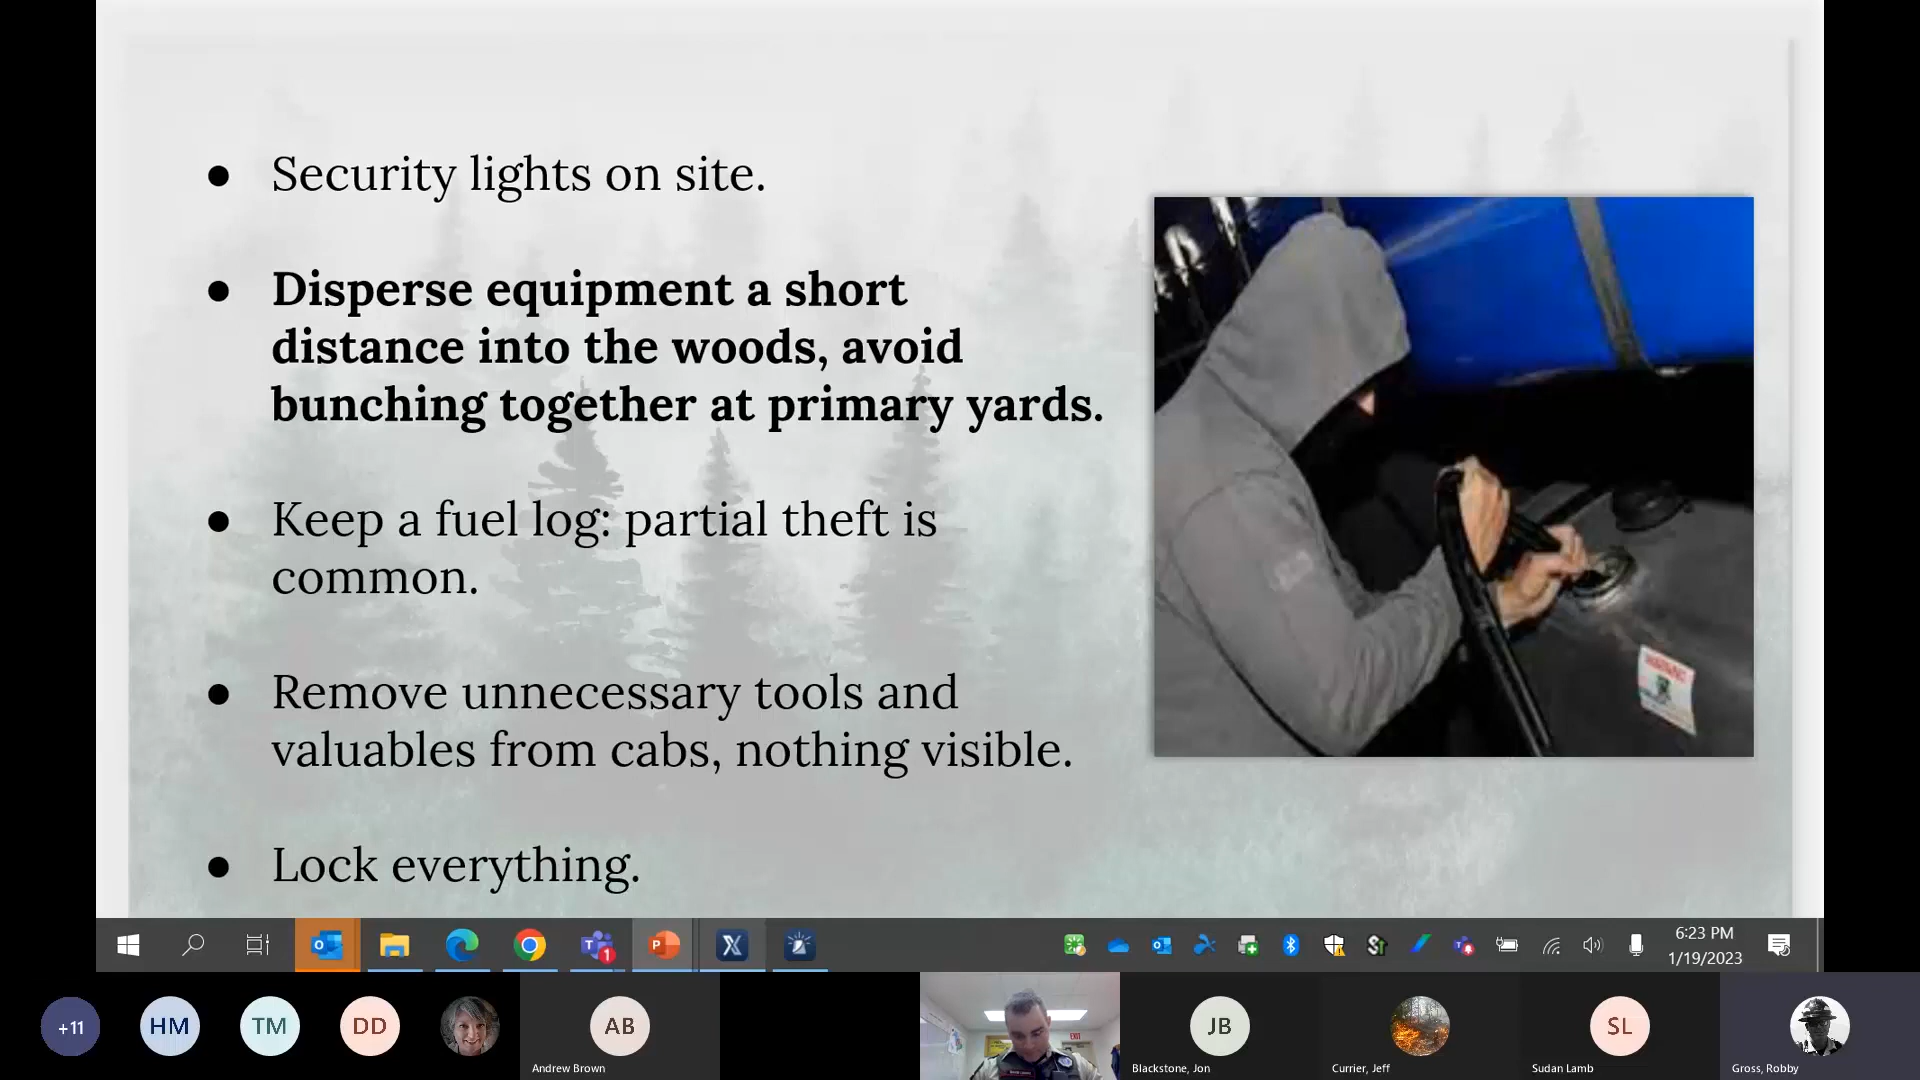 ● Security lights on site.
● Disperse equipment a short
distance into the woods, avoid
bunching together at primary yards.
● Keep a fuel log: partial theft is
common.
● Remove unnecessary tools and
valuables from cabs, nothing visible.
● Lock everything.
6:23 PM
1/19/2023
+11
HM
TM
DD
AB
Andrew Brown
EXIT
JB
Blackstone, Jon
Currier, Jeff
SL
Sudan Lamb
Gross, Robby